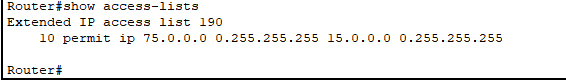 Router#show access-lists
Extended IP access list 190
    10 permit ip 75.0.0.0 0.255.255.255 15.0.0.0 0.255.255.255
Router#